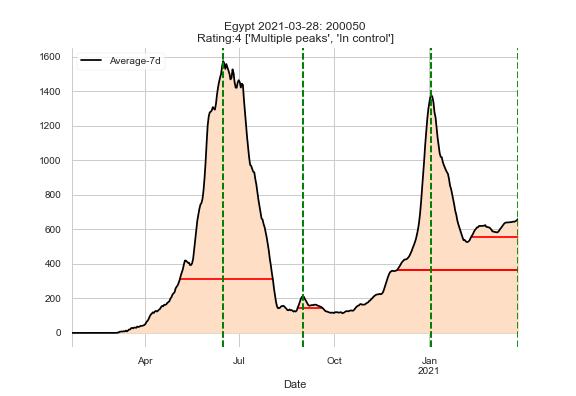 Egypt 2021-03-28: 200050
Rating:4 ['Multiple peaks', 'In control']
Average-7d
1600
1400
1200
1000
800
600
400
200
0
Apr
Jul
Oct
Jan
2021
Date